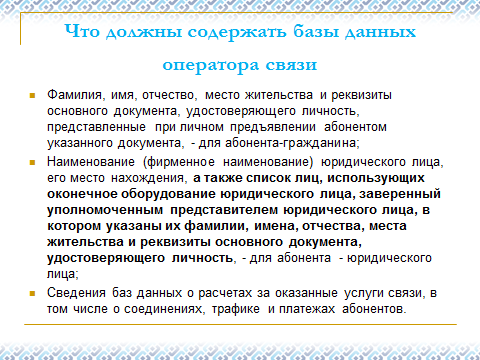 Что должны содержать базы данных
оператора связи
Фамилия, имя, отчество, место жительства и реквизиты
основного документа, удостоверяющего личность,
представленные при личном предъявлении абонентом
указанного документа, - для абонента-гражданина;
Наименование (фирменное наименование) юридического лица,
его место нахождения, а также список лиц, использующих
оконечное оборудование юридического лица, заверенный
уполномоченным представителем юридического лица, в
котором указаны их фамилии, имена, отчества, места
жительства и реквизиты основного документа,
удостоверяющего личность, - для абонента - юридического
лица;
Сведения баз данных о расчетах за оказанные услуги связи, в
том числе о соединениях, трафике и платежах абонентов.